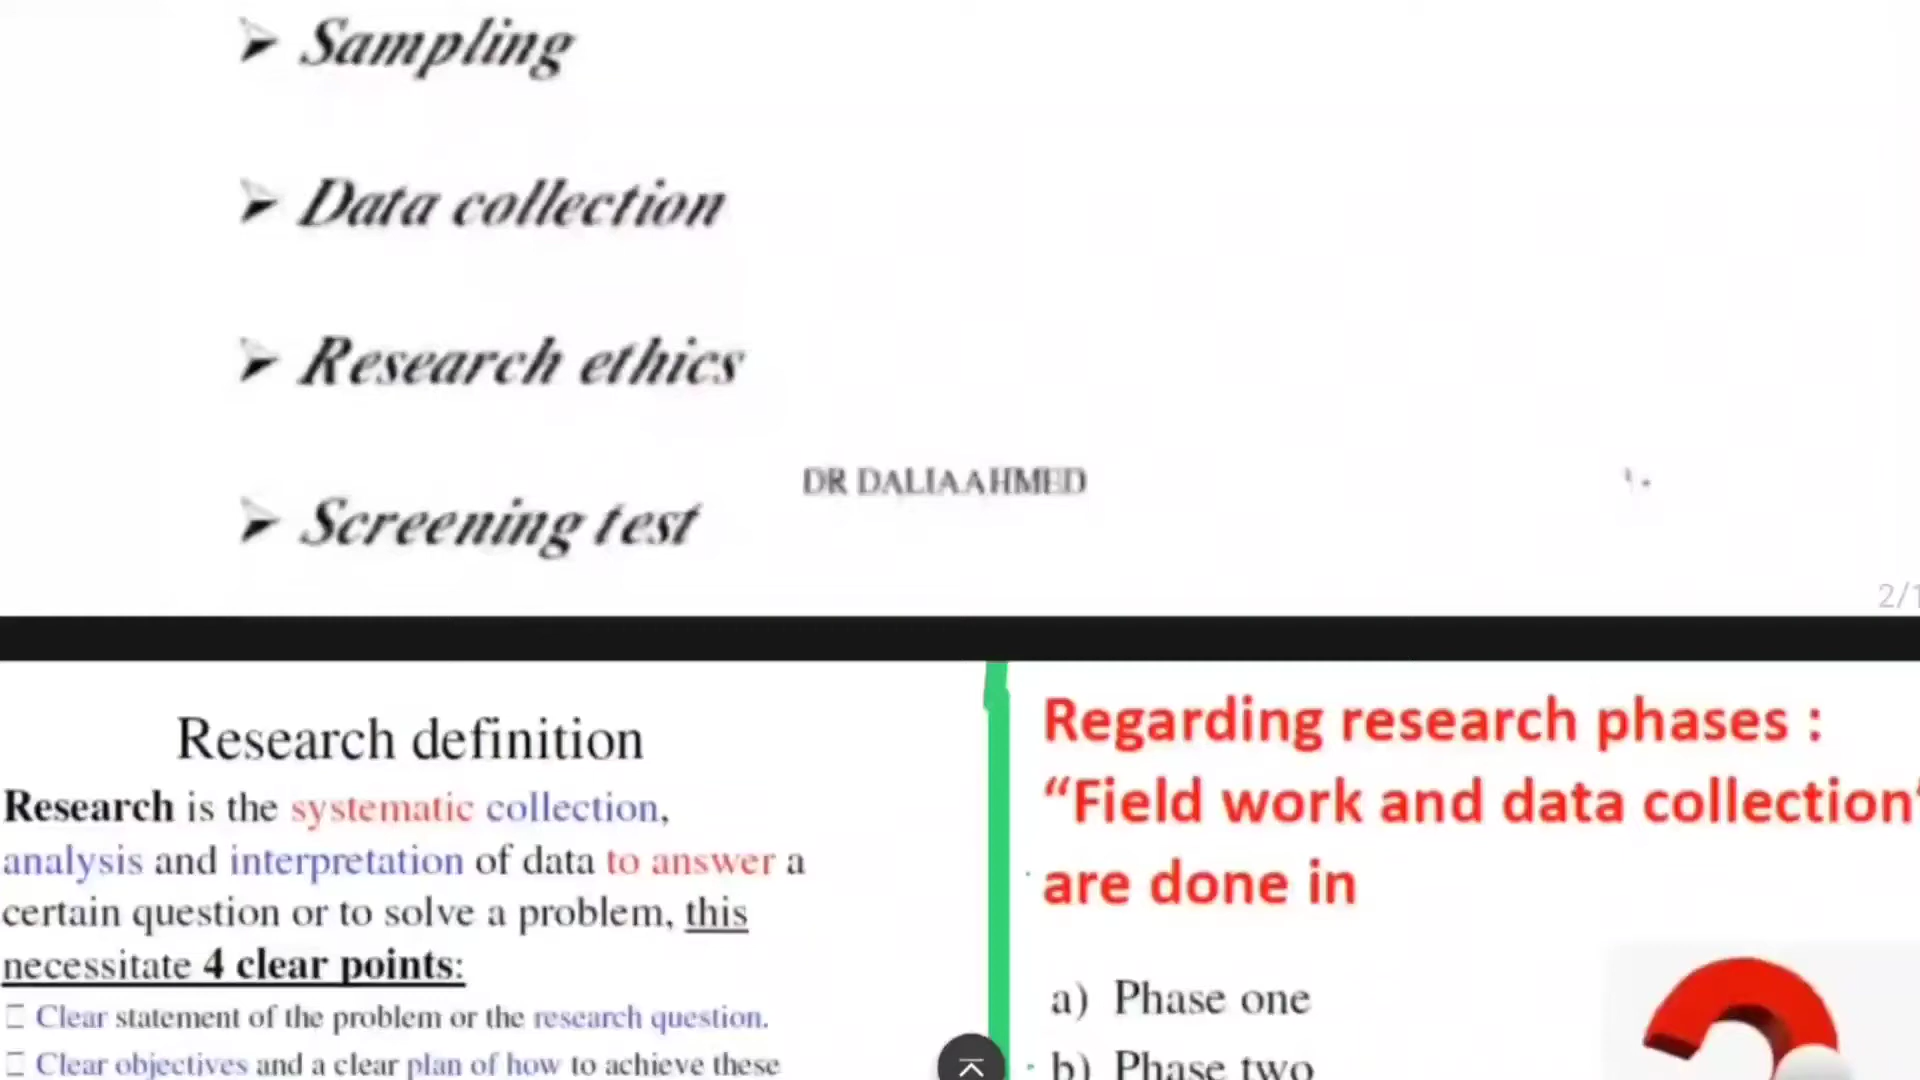 Sampling
Data collection
Research ethics
Screening test
DR DALIA AHMED
2/1
Research definition
Research is the systematic collection,
analysis and interpretation of data to answer a
certain question or to solve a problem, this
necessitate 4 clear points:
Clear statement of the problem or the research question.
Clear objectives and a clear plan of how to achieve these
Regarding research phases :
“Field work and data collection”
are done in
a) Phase one
b) Phase two